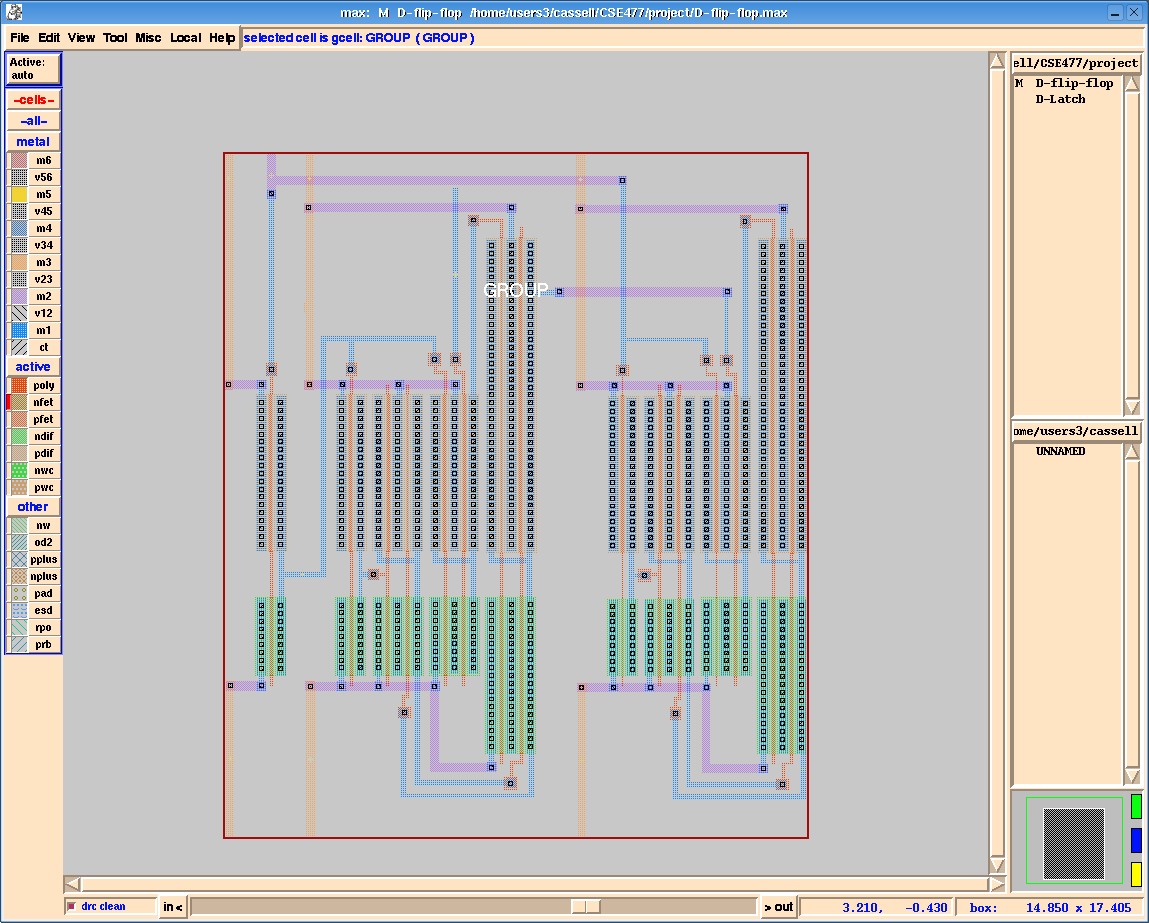 max: M D-flip-flop /home/users3/cassell/CSE477/project/D-flip-flop.max
File Edit View Tool Misc Local Help
selected cell is gcell: GROUP ( GROUP )
Active:
auto
-cells-
-all-
metal
m6
v56
m5
v45
m4
v34
m3
v23
m2
v12
m1
ct
active
poly
nfet
pfet
ndif
pdif
nwc
pwc
other
nw
od2
pplus
nplus
pad
esd
rpo
prb
GROUP
ell/CSE477/project
M D-flip-flop
D-Latch
ome/users3/cassell
UNNAMED
drc clean
in <
> out
3.210, -0.430
box: 14.850 x 17.405